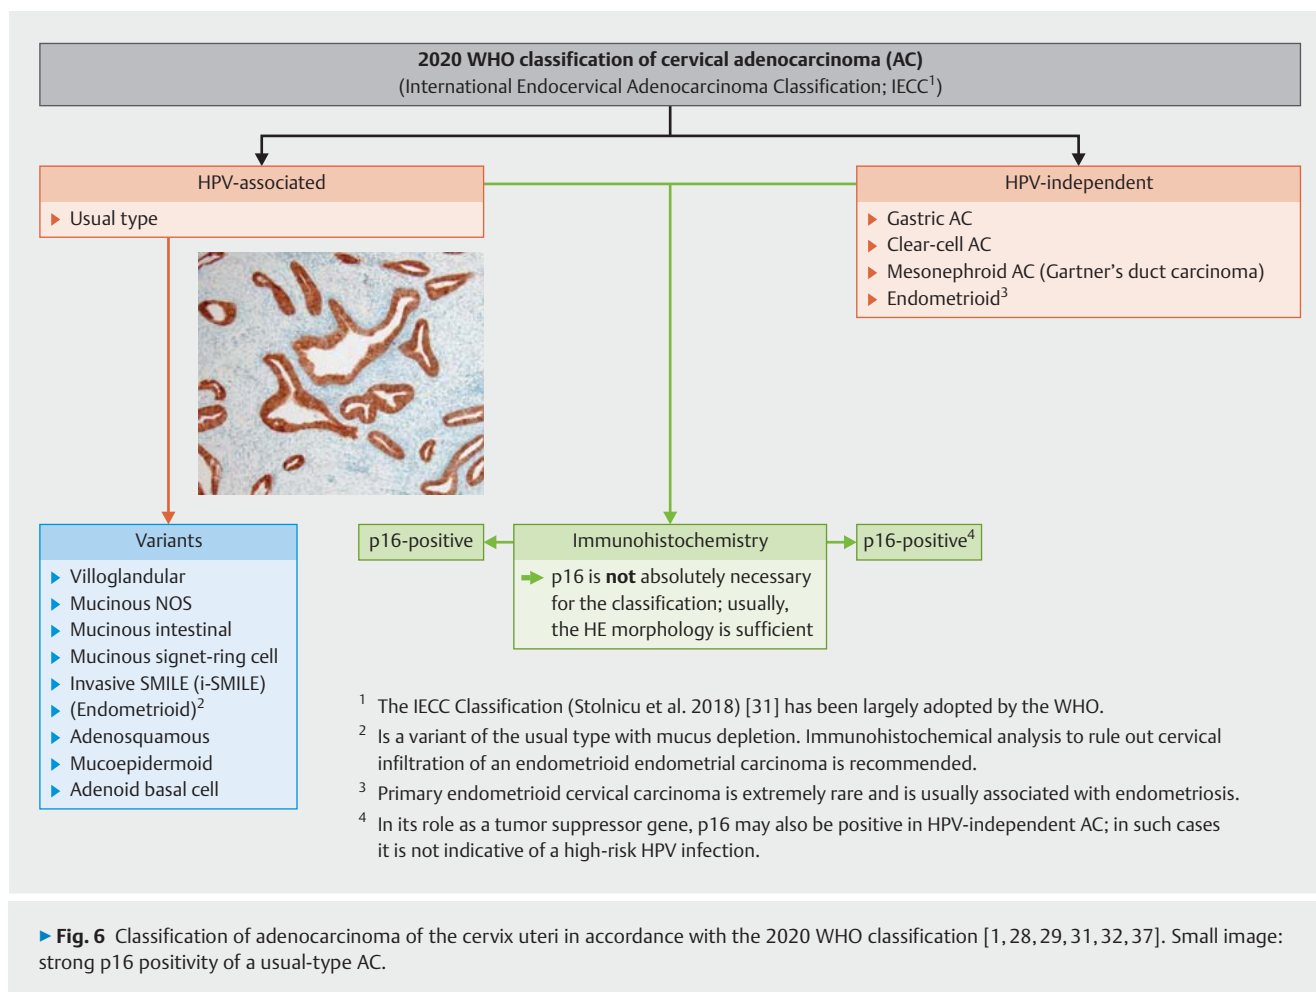 2020 WHO classification of cervical adenocarcinoma (AC)
(International Endocervical Adenocarcinoma Classification; IECC¹)
HPV-associated
▶ Usual type
HPV-independent
▶ Gastric AC
▶ Clear-cell AC
▶ Mesonephroid AC (Gartner's duct carcinoma)
▶ Endometrioid³
Variants
▶ Villoglandular
▶ Mucinous NOS
▶ Mucinous intestinal
▶ Mucinous signet-ring cell
▶ Invasive SMILE (i-SMILE)
▶ (Endometrioid)²
▶ Adenosquamous
▶ Mucoepidermoid
▶ Adenoid basal cell
p16-positive
Immunohistochemistry
p16 is not absolutely necessary
for the classification; usually,
the HE morphology is sufficient
p16-positive⁴
¹ The IECC Classification (Stolnicu et al. 2018) [31] has been largely adopted by the WHO.
² Is a variant of the usual type with mucus depletion. Immunohistochemical analysis to rule out cervical
infiltration of an endometrioid endometrial carcinoma is recommended.
³ Primary endometrioid cervical carcinoma is extremely rare and is usually associated with endometriosis.
⁴ In its role as a tumor suppressor gene, p16 may also be positive in HPV-independent AC; in such cases
it is not indicative of a high-risk HPV infection.
▶ Fig. 6 Classification of adenocarcinoma of the cervix uteri in accordance with the 2020 WHO classification [1, 28, 29, 31, 32, 37]. Small image:
strong p16 positivity of a usual-type AC.